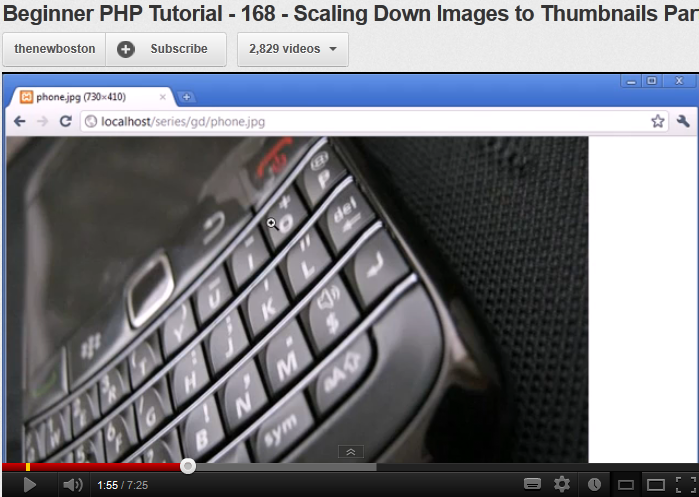 Beginner PHP Tutorial - 168 - Scaling Down Images to Thumbnails Par
thenewboston Subscribe 2,829 videos
phone.jpg (730×410)
localhost/series/gd/phone.jpg
P
+ O del
- I " L
U ; K $
Y : J M
T H , N aA
R G ! B sym
1:55 / 7:25